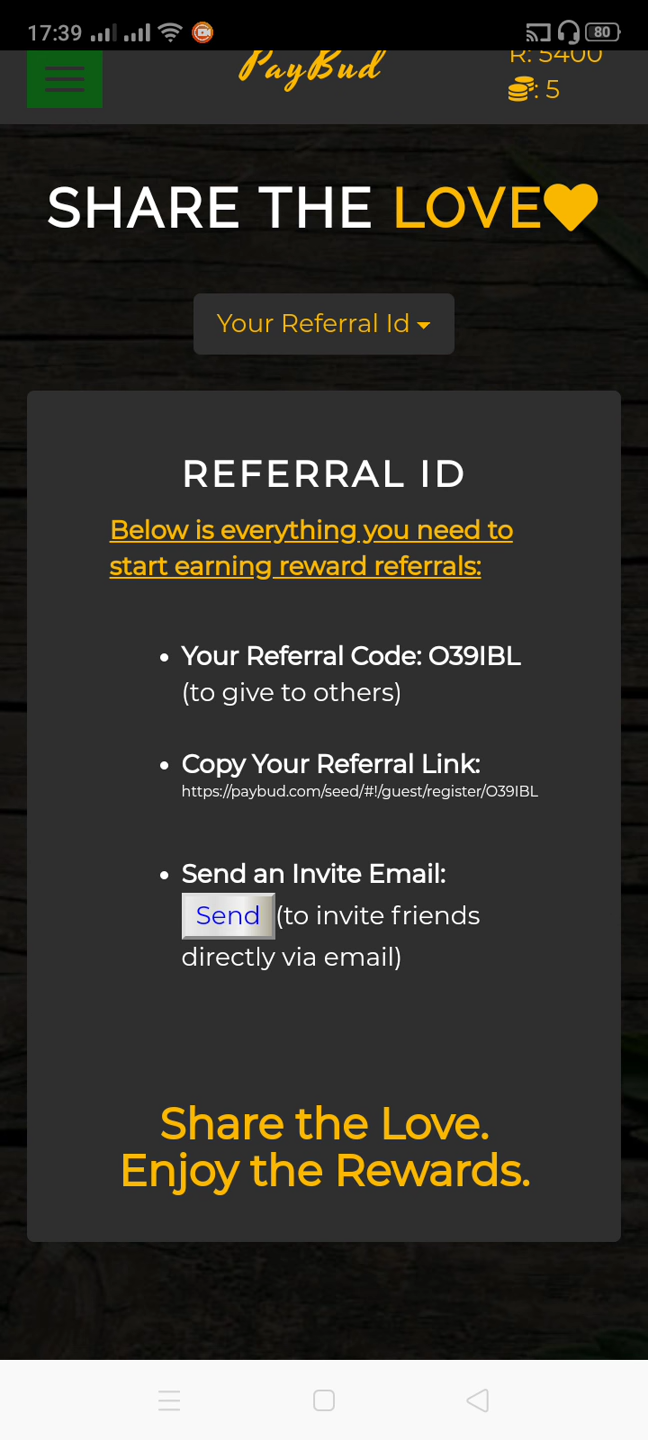 17:39
80
PayBud
R: 5400
: 5
SHARE THE LOVE
Your Referral Id
REFERRAL ID
Below is everything you need to
start earning reward referrals:
• Your Referral Code: O39IBL
(to give to others)
• Copy Your Referral Link:
https://paybud.com/seed/#!/guest/register/O39IBL
• Send an Invite Email:
Send (to invite friends
directly via email)
Share the Love.
Enjoy the Rewards.